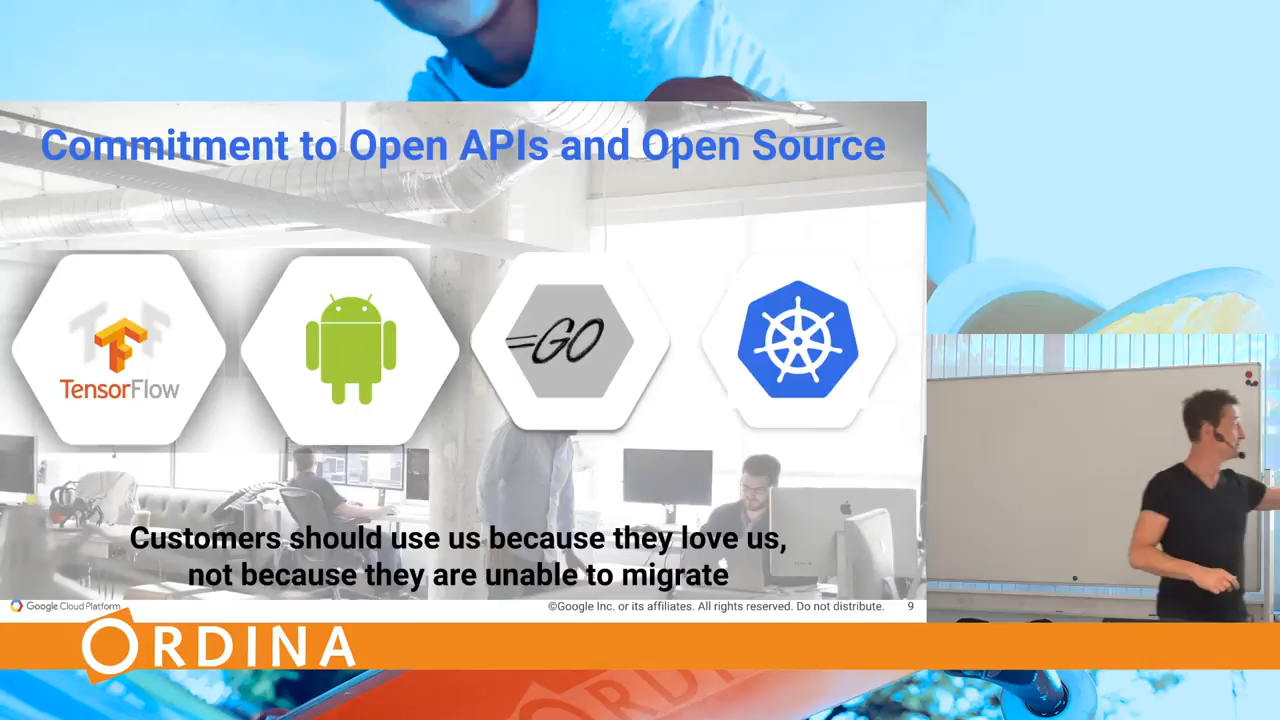 Commitment to Open APIs and Open Source
TensorFlow
GO
Customers should use us because they love us,
not because they are unable to migrate
Google Cloud Platform
©Google Inc. or its affiliates. All rights reserved. Do not distribute.
9
ORDINA
ORDI